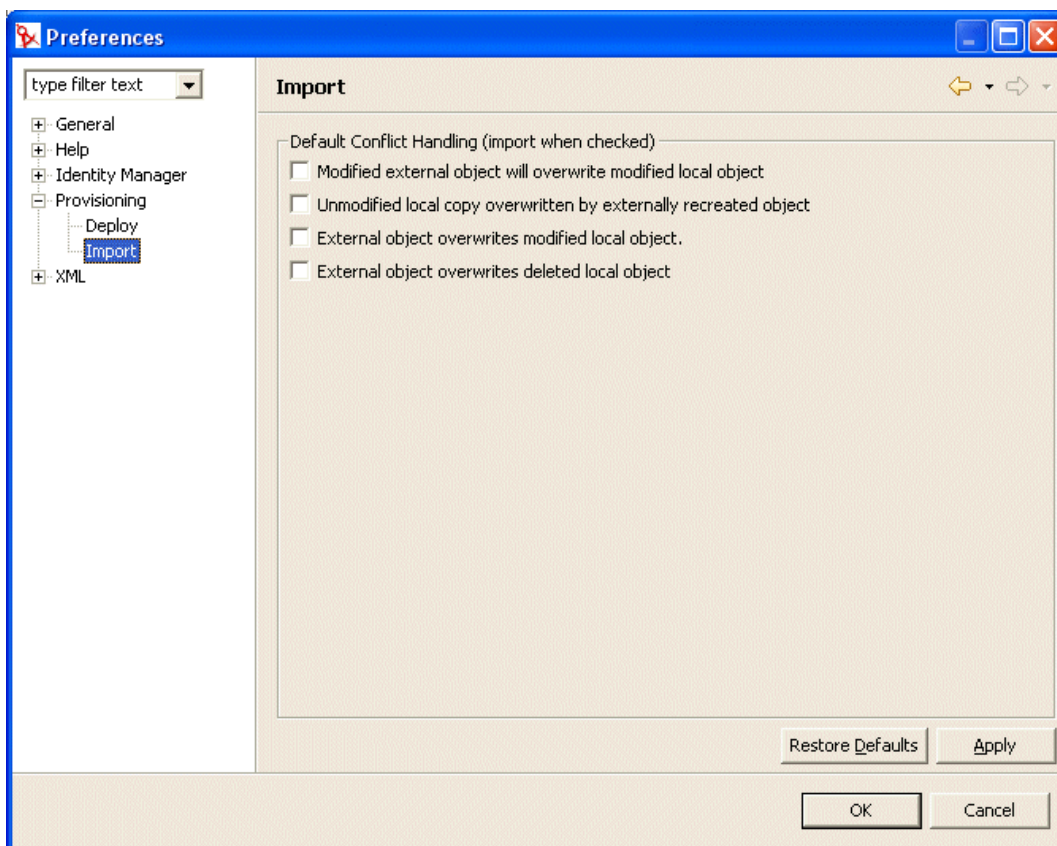 Preferences
type filter text
General
Help
Identity Manager
Provisioning
Deploy
Import
XML
Import
Default Conflict Handling (import when checked)
Modified external object will overwrite modified local object
Unmodified local copy overwritten by externally recreated object
External object overwrites modified local object.
External object overwrites deleted local object
Restore Defaults
Apply
OK
Cancel